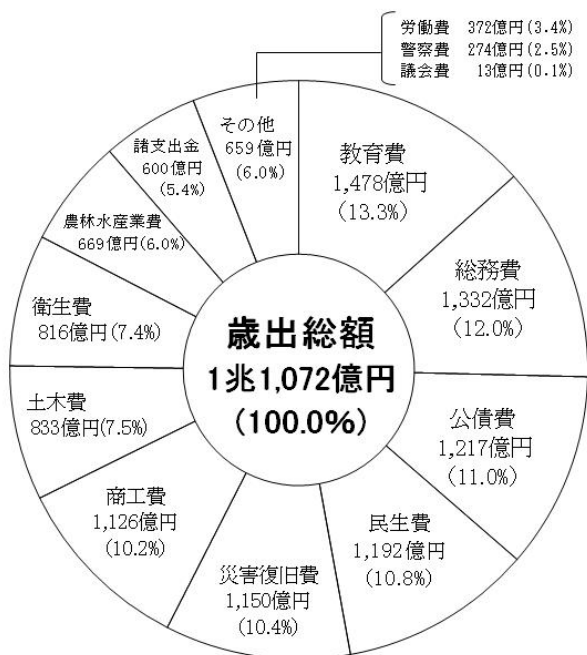 労働費 372億円(3.4%)
警察費 274億円(2.5%)
議会費 13億円(0.1%)
教育費
1,478億円
(13.3%)
総務費
1,332億円
(12.0%)
公債費
1,217億円
(11.0%)
民生費
1,192億円
(10.8%)
災害復旧費
1,150億円
(10.4%)
商工費
1,126億円
(10.2%)
土木費
833億円(7.5%)
衛生費
816億円(7.4%)
農林水産業費
669億円(6.0%)
諸支出金
600億円
(5.4%)
その他
659億円
(6.0%)
歳出総額
1兆1,072億円
(100.0%)